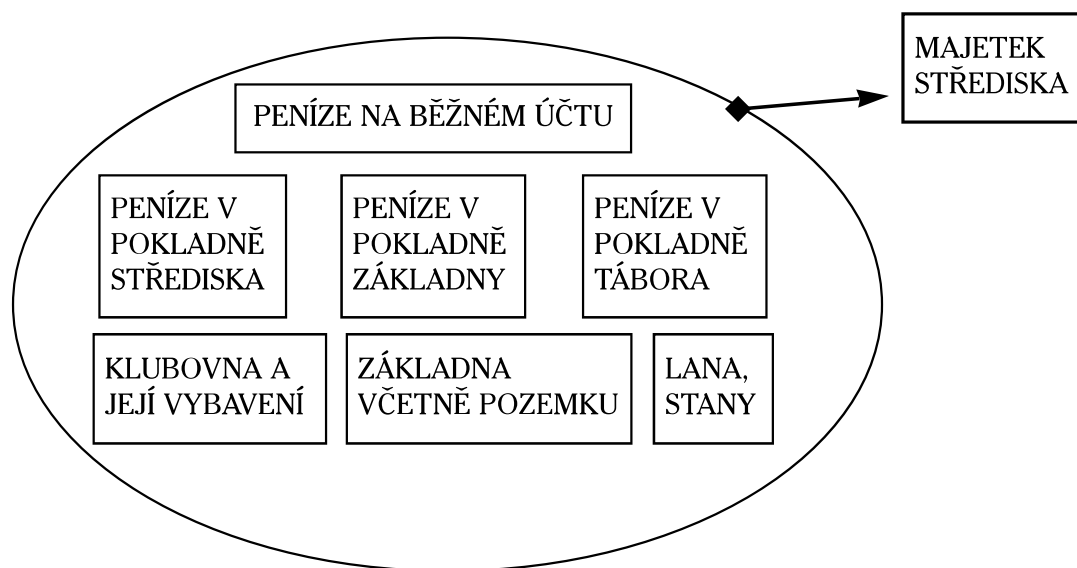 MAJETEK
STŘEDISKA
PENÍZE NA BĚŽNÉM ÚČTU
PENÍZE V
POKLADNĚ
STŘEDISKA
PENÍZE V
POKLADNĚ
ZÁKLADNY
PENÍZE V
POKLADNĚ
TÁBORA
KLUBOVNA A
JEJÍ VYBAVENÍ
ZÁKLADNA
VČETNĚ POZEMKU
LANA,
STANY